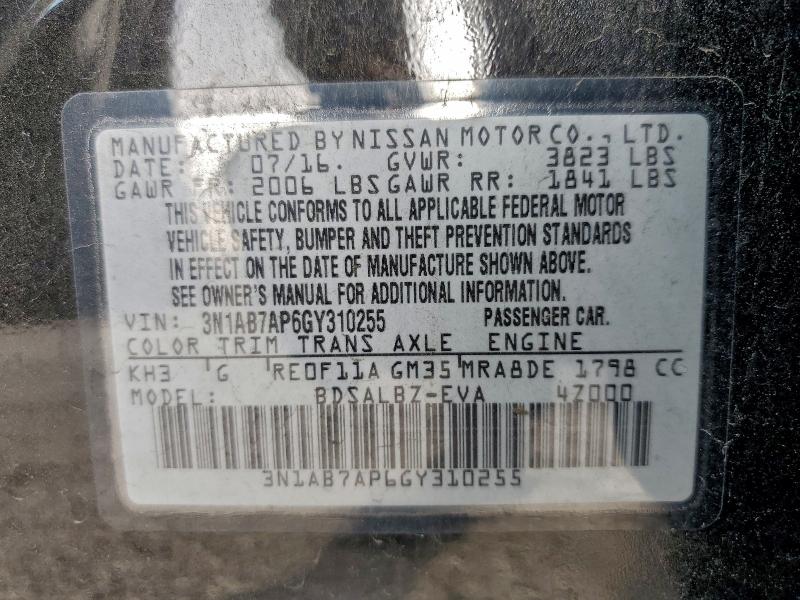 MANUFACTURED BY NISSAN MOTOR CO., LTD.
DATE: 07/16. GVWR: 3823 LBS
GAWR FR: 2006 LBS GAWR RR: 1841 LBS
THIS VEHICLE CONFORMS TO ALL APPLICABLE FEDERAL MOTOR
VEHICLE SAFETY, BUMPER AND THEFT PREVENTION STANDARDS
IN EFFECT ON THE DATE OF MANUFACTURE SHOWN ABOVE.
SEE OWNER'S MANUAL FOR ADDITIONAL INFORMATION.
VIN: 3N1AB7AP6GY310255 PASSENGER CAR.
COLOR TRIM TRANS AXLE ENGINE
KH3 G RE0F11A GM35 MRA8DE 1798 CC
MODEL: BDSALBZ-EVA 4Z000
3N1AB7AP6GY310255